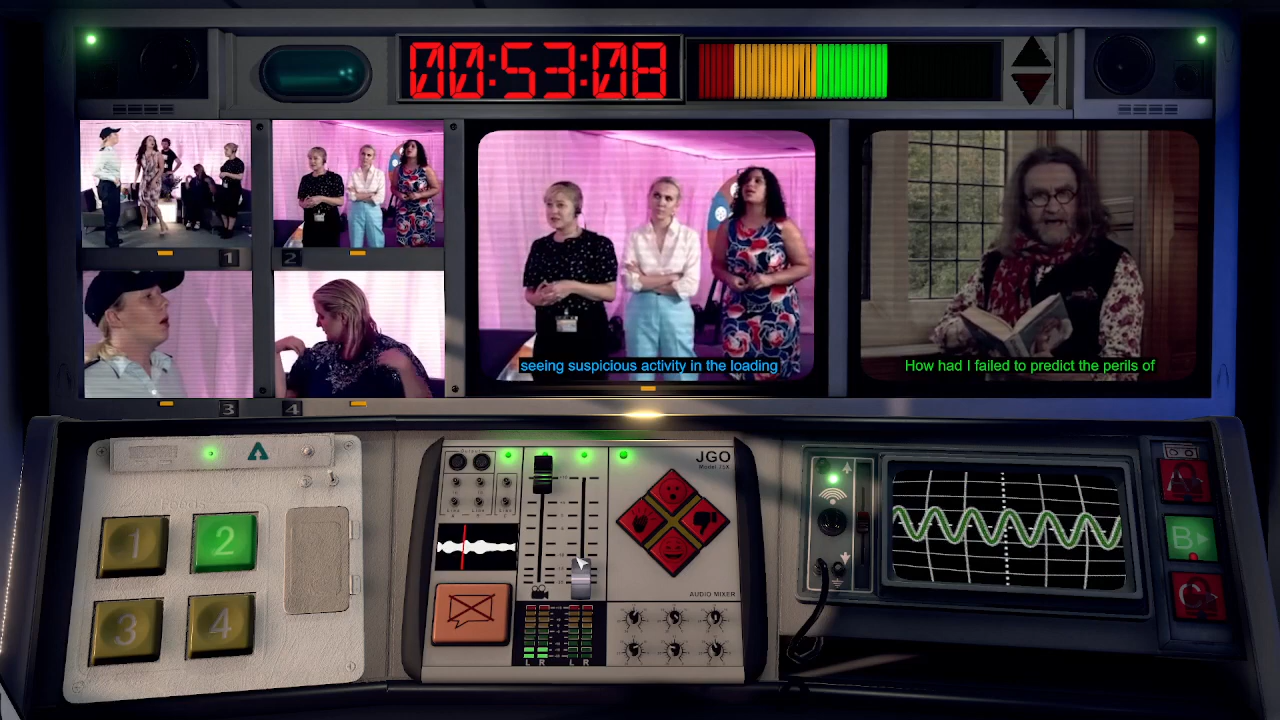 00:53:08
1
2
3
4
seeing suspicious activity in the loading
How had I failed to predict the perils of
1
2
3
4
Output
JGO
AUDIO MIXER
L R L R
A
B
C